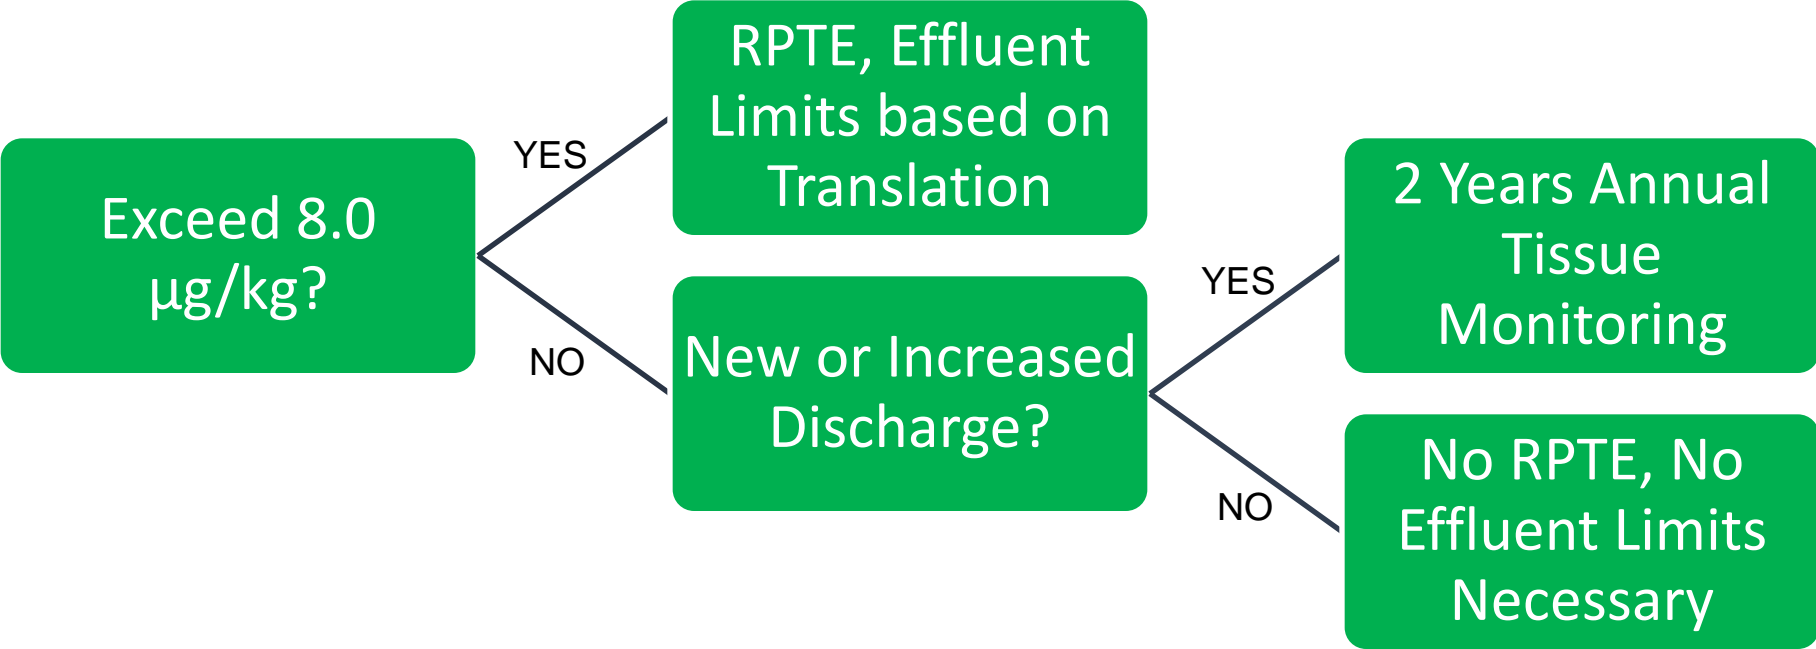 Exceed 8.0
µg/kg?
YES
NO
RPTE, Effluent
Limits based on
Translation
New or Increased
Discharge?
YES
NO
2 Years Annual
Tissue
Monitoring
No RPTE, No
Effluent Limits
Necessary